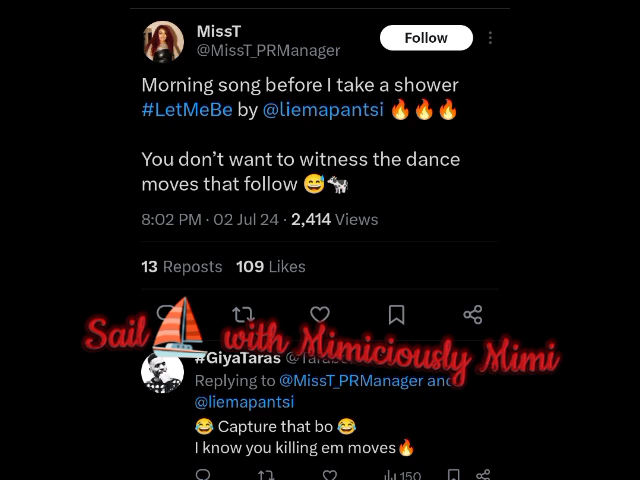 MissT
@MissT_PRManager
Follow
Morning song before I take a shower
#LetMeBe by @liemapantsi 🔥🔥🔥
You don’t want to witness the dance
moves that follow 😅🐄
8:02 PM · 02 Jul 24 · 2,414 Views
13 Reposts 109 Likes
Sail ⛵ with Mimiciously Mimi
#GiyaTaras
Replying to @MissT_PRManager and
@liemapantsi
😂 Capture that bo 😂
I know you killing em moves🔥
150